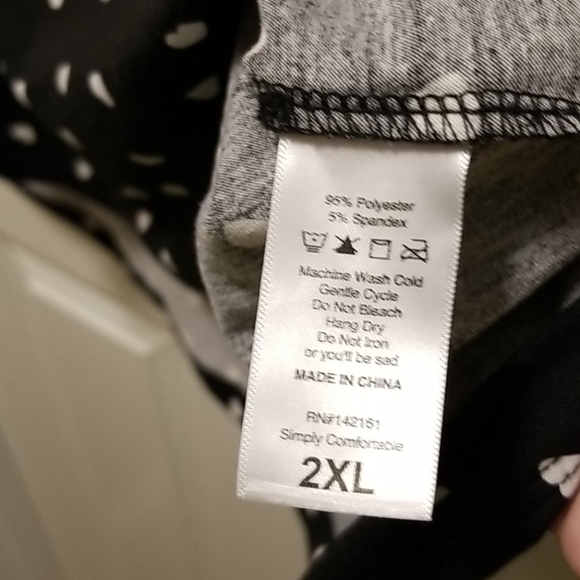 95% Polyester
5% Spandex
Machine Wash Cold
Gentle Cycle
Do Not Bleach
Hang Dry
Do Not Iron
or you'll be sad
MADE IN CHINA
RN#142161
Simply Comfortable
2XL